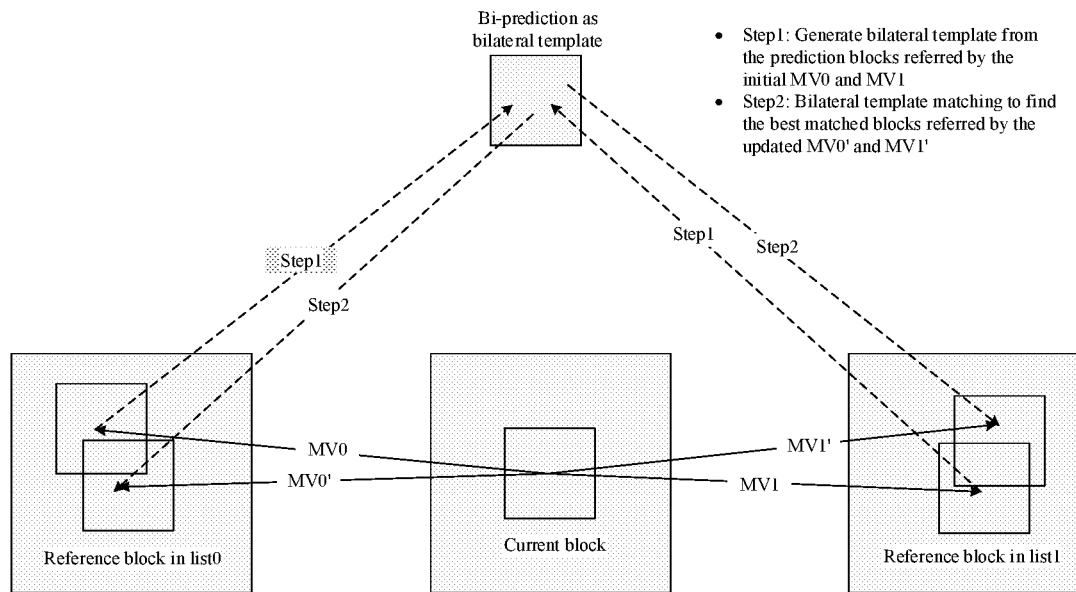 Bi-prediction as
bilateral template
• Step1: Generate bilateral template from
the prediction blocks referred by the
initial MV0 and MV1
• Step2: Bilateral template matching to find
the best matched blocks referred by the
updated MV0' and MV1'
Step1
Step2
Step1
Step2
MV0
MV0'
MV1'
MV1
Reference block in list0
Current block
Reference block in list1